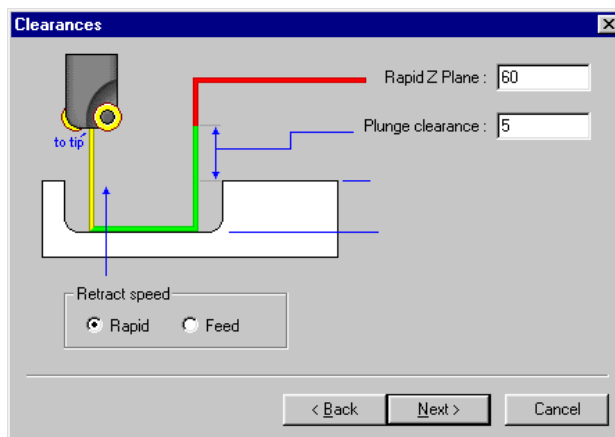 Clearances
Rapid Z Plane : 60
Plunge clearance : 5
to tip
Retract speed
Rapid Feed
< Back Next > Cancel